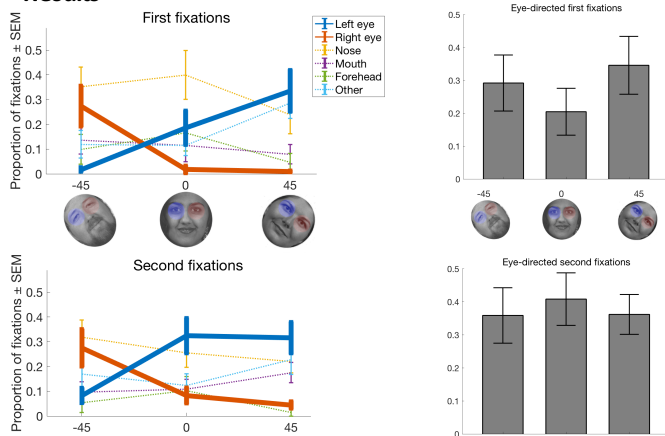 Results
First fixations
Proportion of fixations ± SEM
0.5
0.4
0.3
0.2
0.1
0
-45
0
45
Left eye
Right eye
Nose
Mouth
Forehead
Other
Eye-directed first fixations
0.5
0.4
0.3
0.2
0.1
0
-45
0
45
Second fixations
Proportion of fixations ± SEM
0.5
0.4
0.3
0.2
0.1
0
-45
0
45
Eye-directed second fixations
0.5
0.4
0.3
0.2
0.1
0